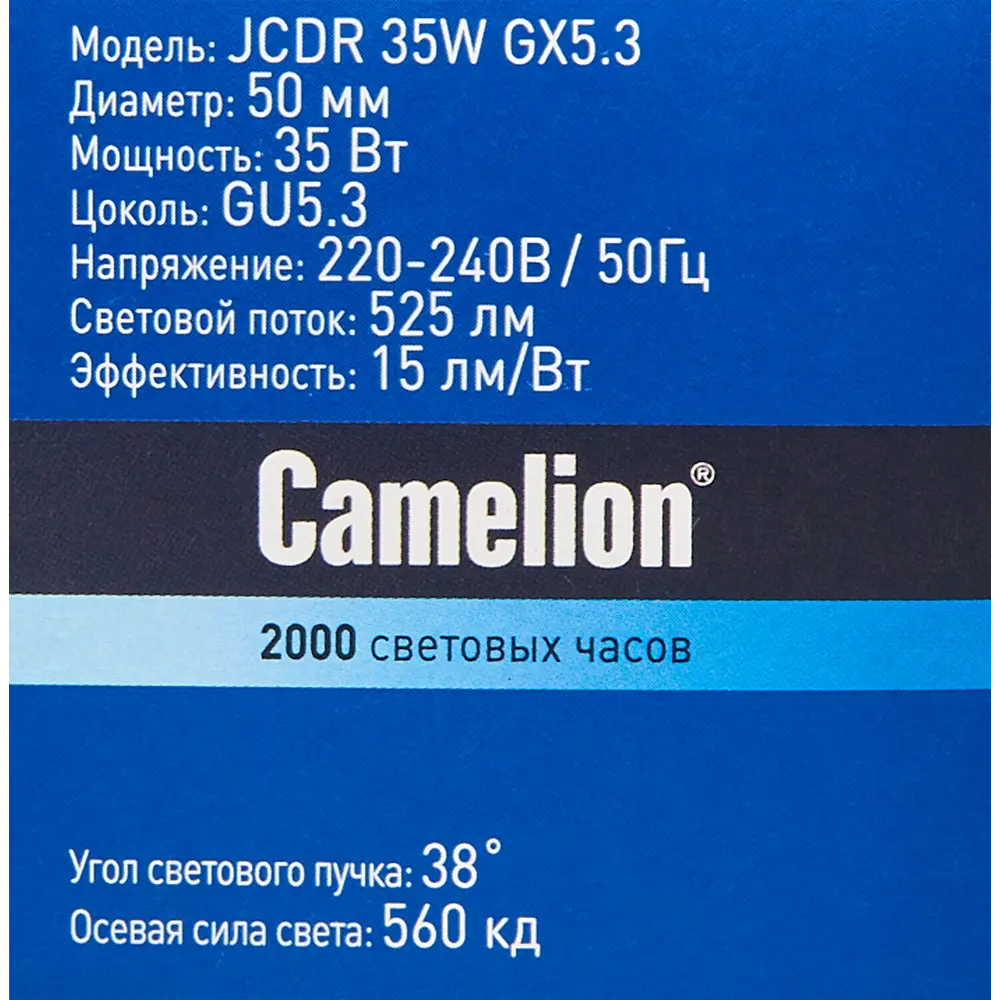 Модель: JCDR 35W GX5.3
Диаметр: 50 мм
Мощность: 35 Вт
Цоколь: GU5.3
Напряжение: 220-240В / 50Гц
Световой поток: 525 лм
Эффективность: 15 лм/Вт
Camelion®
2000 световых часов
Угол светового пучка: 38°
Осевая сила света: 560 кд